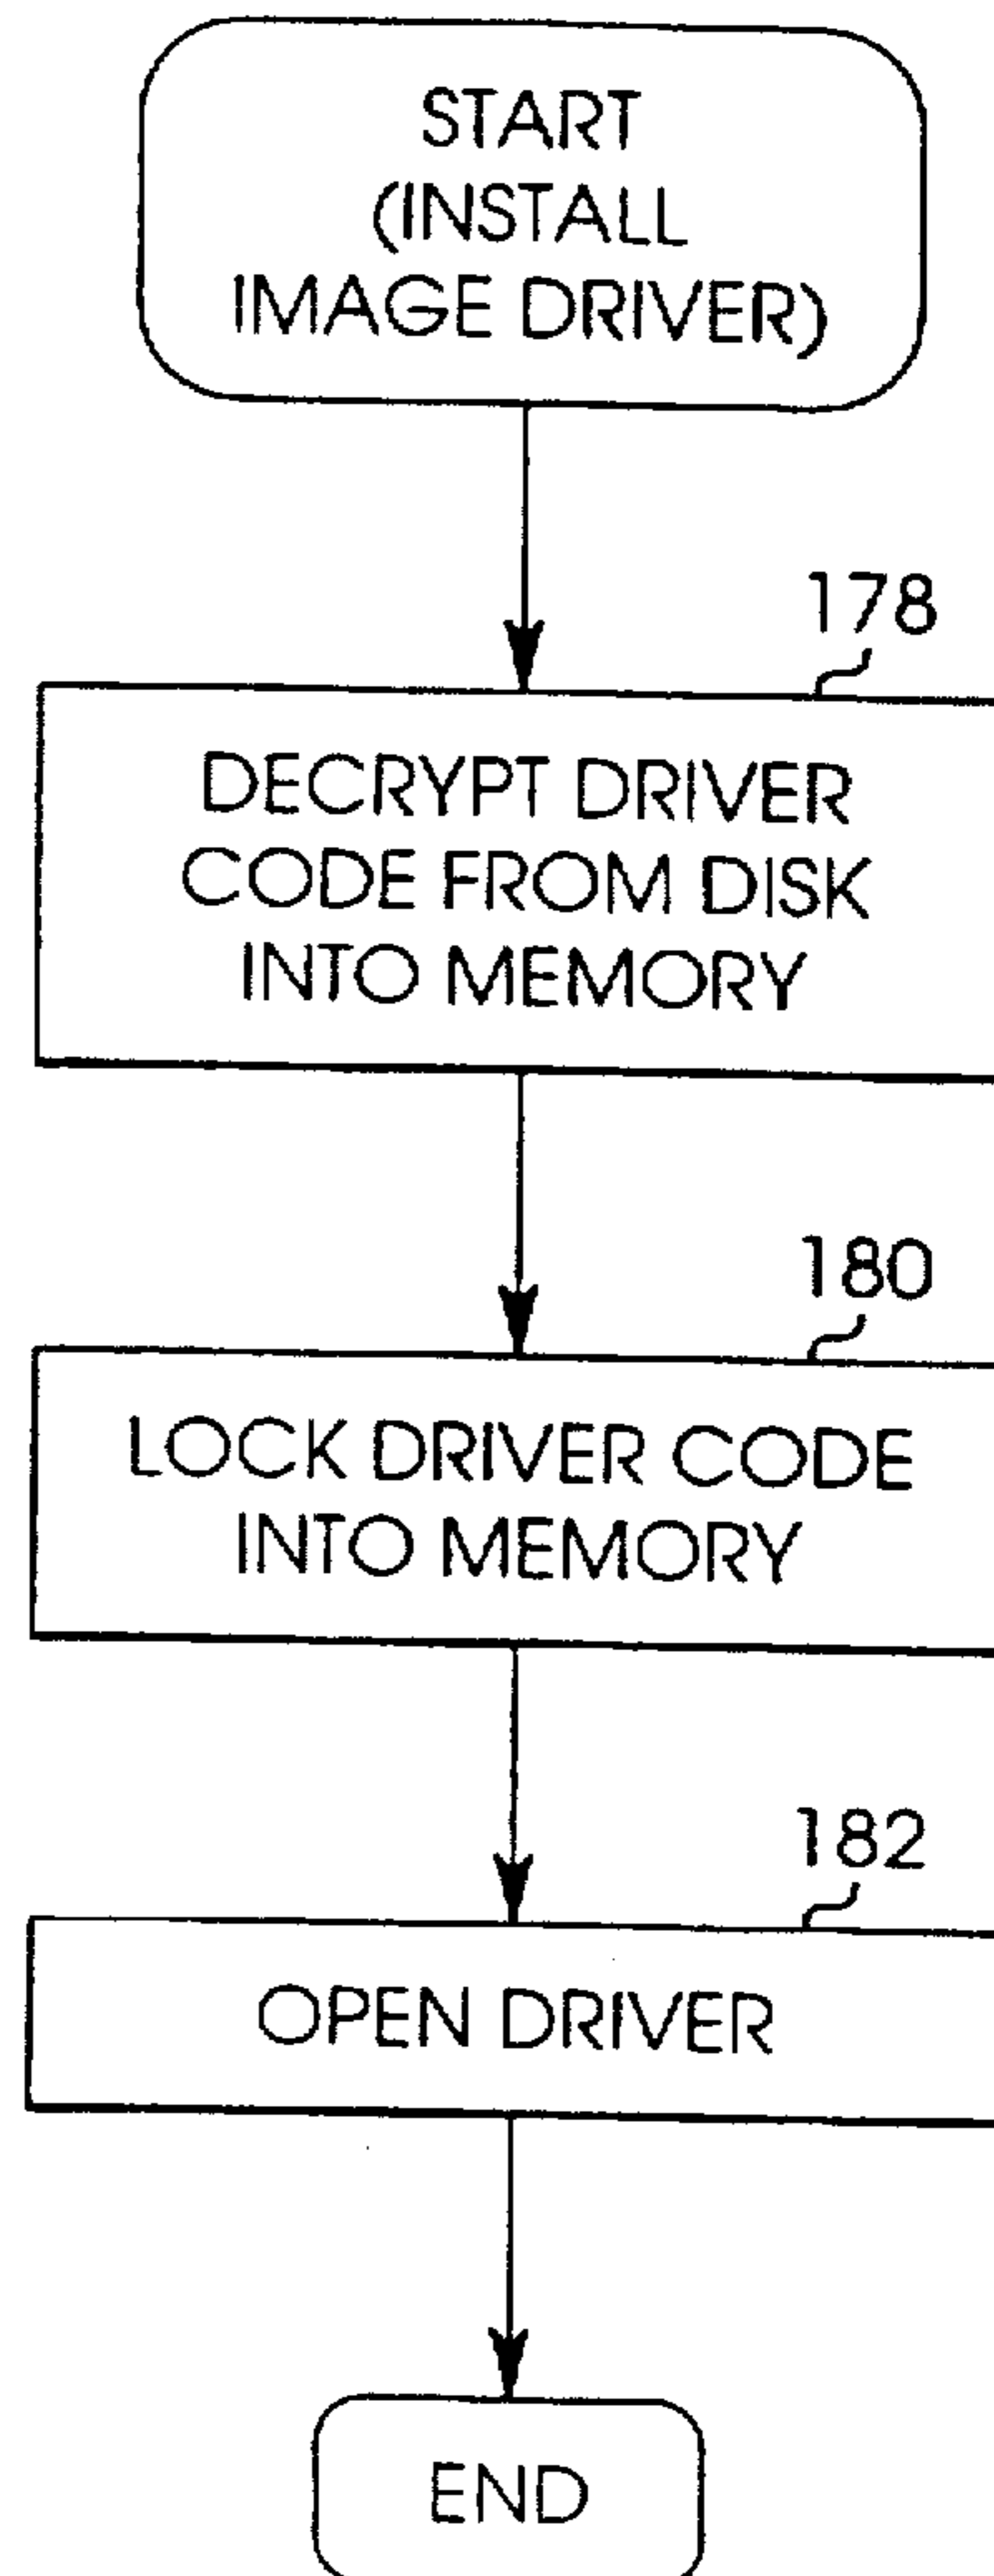 START
(INSTALL
IMAGE DRIVER)
178
DECRYPT DRIVER
CODE FROM DISK
INTO MEMORY
180
LOCK DRIVER CODE
INTO MEMORY
182
OPEN DRIVER
END